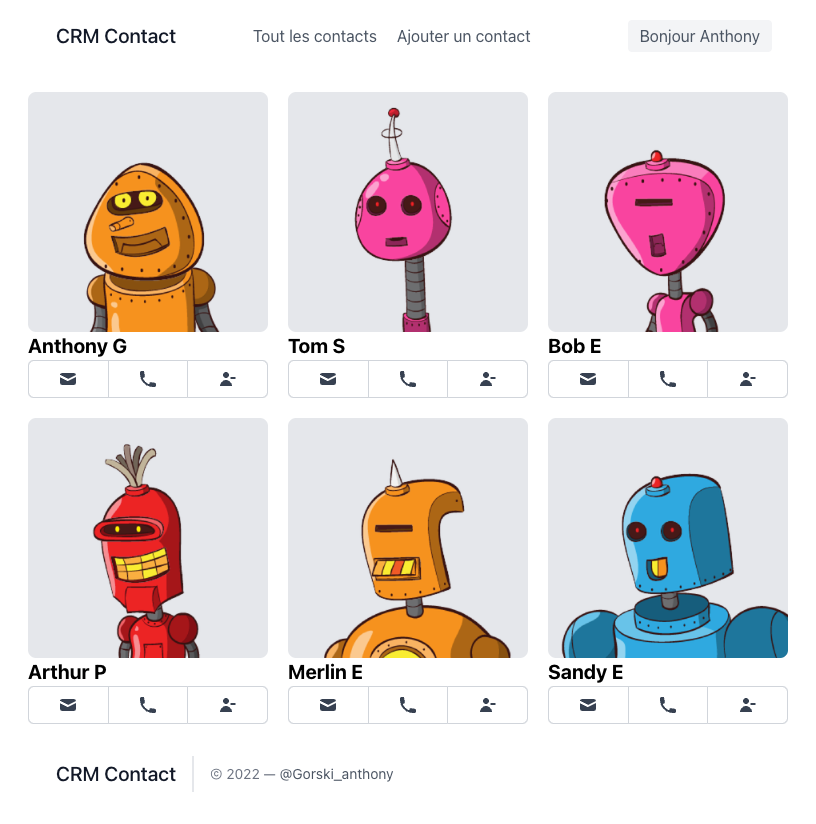 CRM Contact
Tout les contacts
Ajouter un contact
Bonjour Anthony
Anthony G
Tom S
Bob E
Arthur P
Merlin E
Sandy E
CRM Contact
© 2022 — @Gorski_anthony